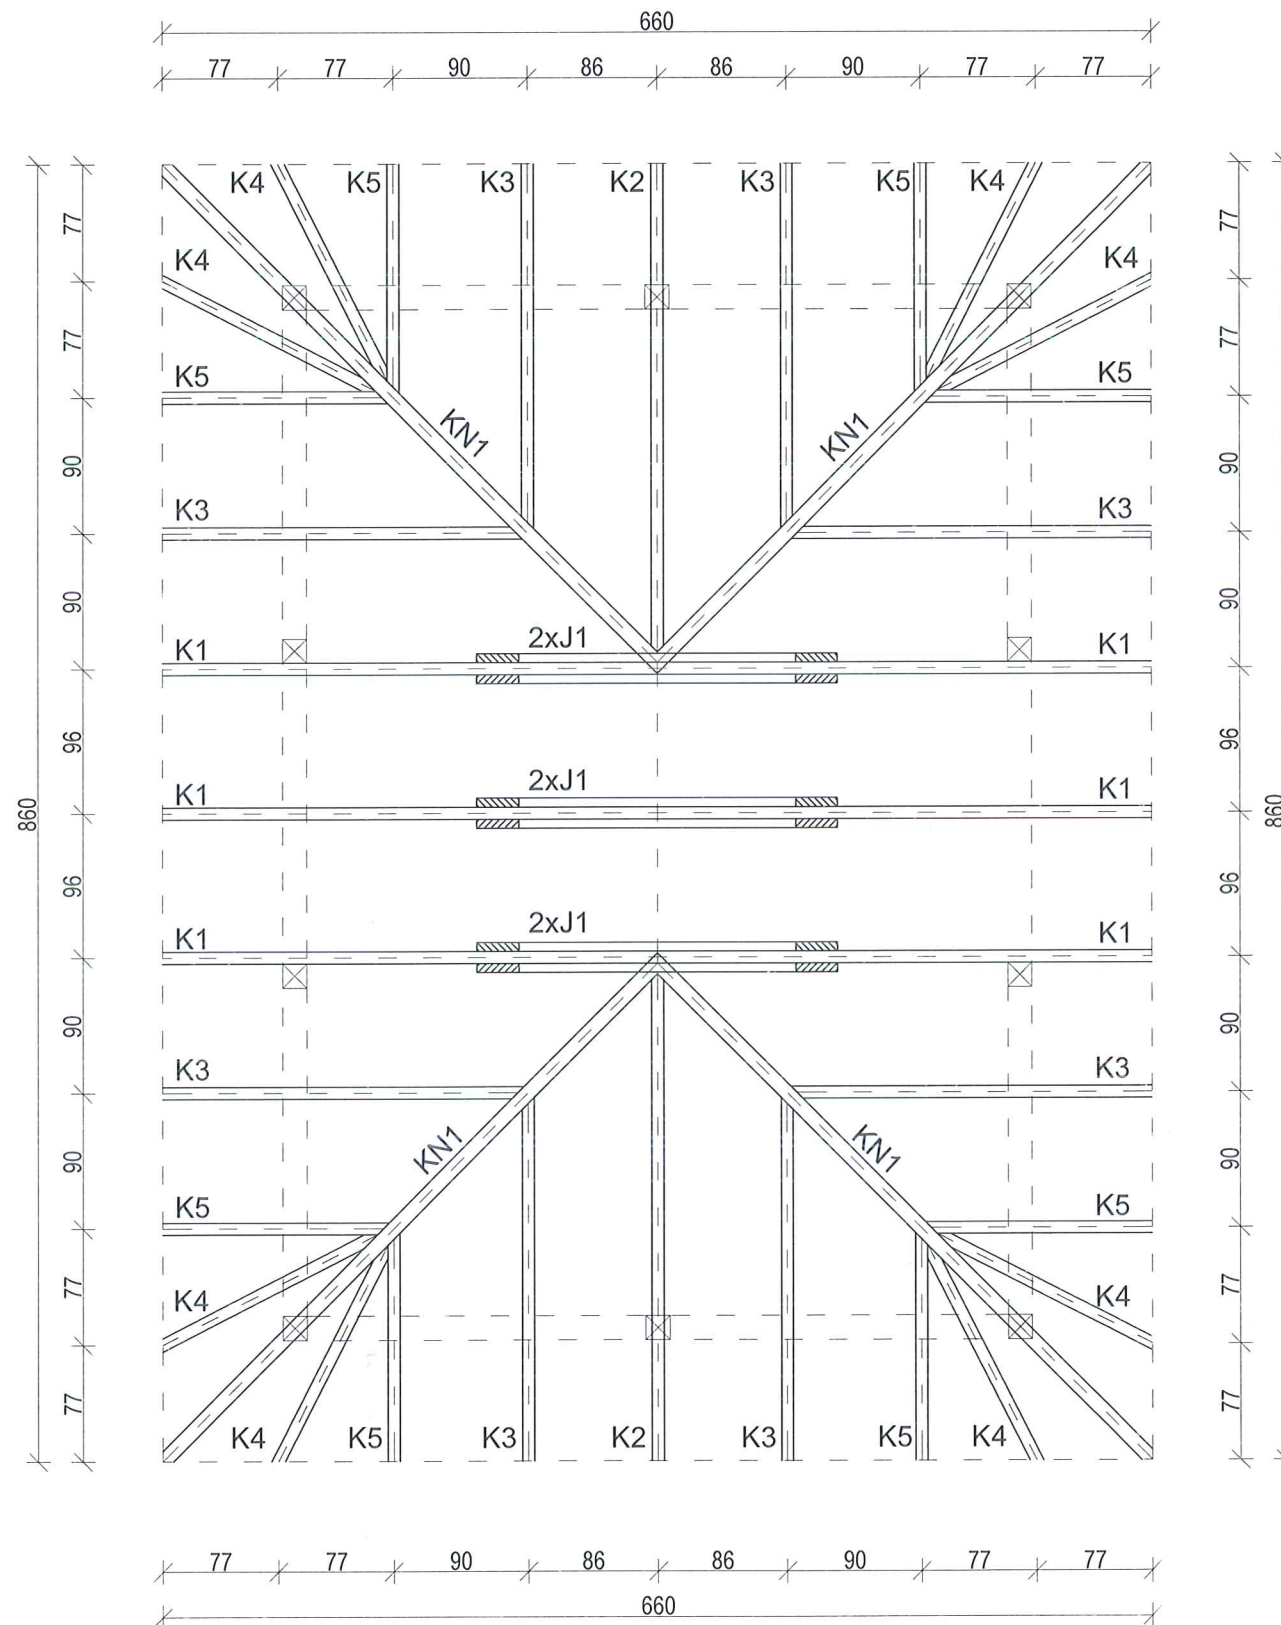 660
77 77 90 86 86 90 77 77
K4 K5 K3 K2 K3 K5 K4
77 77
K4 K4
77 77
K5 K5
KN1 KN1
90 90
K3 K3
90 90
2xJ1
K1 K1
96 96
2xJ1
K1 K1
860 860
96 96
2xJ1
K1 K1
90 90
K3 K3
KN1 KN1
90 90
K5 K5
77 77
K4 K4
77 77
K4 K5 K3 K2 K3 K5 K4
77 77 90 86 86 90 77 77
660